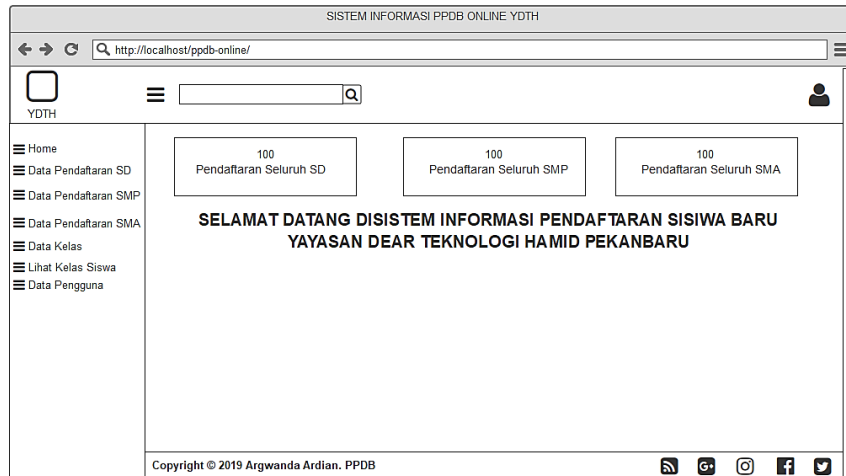 SISTEM INFORMASI PPDB ONLINE YDTH
http://localhost/ppdb-online/
YDTH
Home
Data Pendaftaran SD
Data Pendaftaran SMP
Data Pendaftaran SMA
Data Kelas
Lihat Kelas Siswa
Data Pengguna
100
Pendaftaran Seluruh SD
100
Pendaftaran Seluruh SMP
100
Pendaftaran Seluruh SMA
SELAMAT DATANG DISISTEM INFORMASI PENDAFTARAN SISIWA BARU
YAYASAN DEAR TEKNOLOGI HAMID PEKANBARU
Copyright © 2019 Argwanda Ardian. PPDB